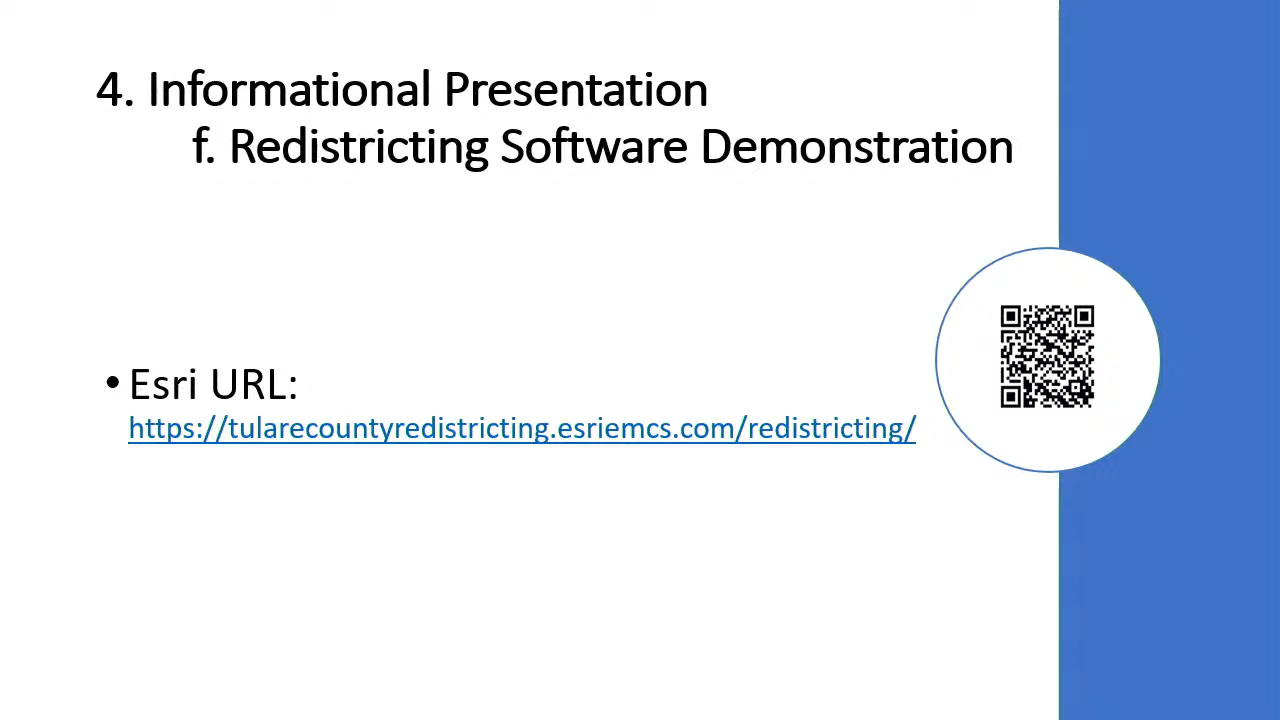 4. Informational Presentation
f. Redistricting Software Demonstration
• Esri URL:
https://tularecountyredistricting.esriemcs.com/redistricting/